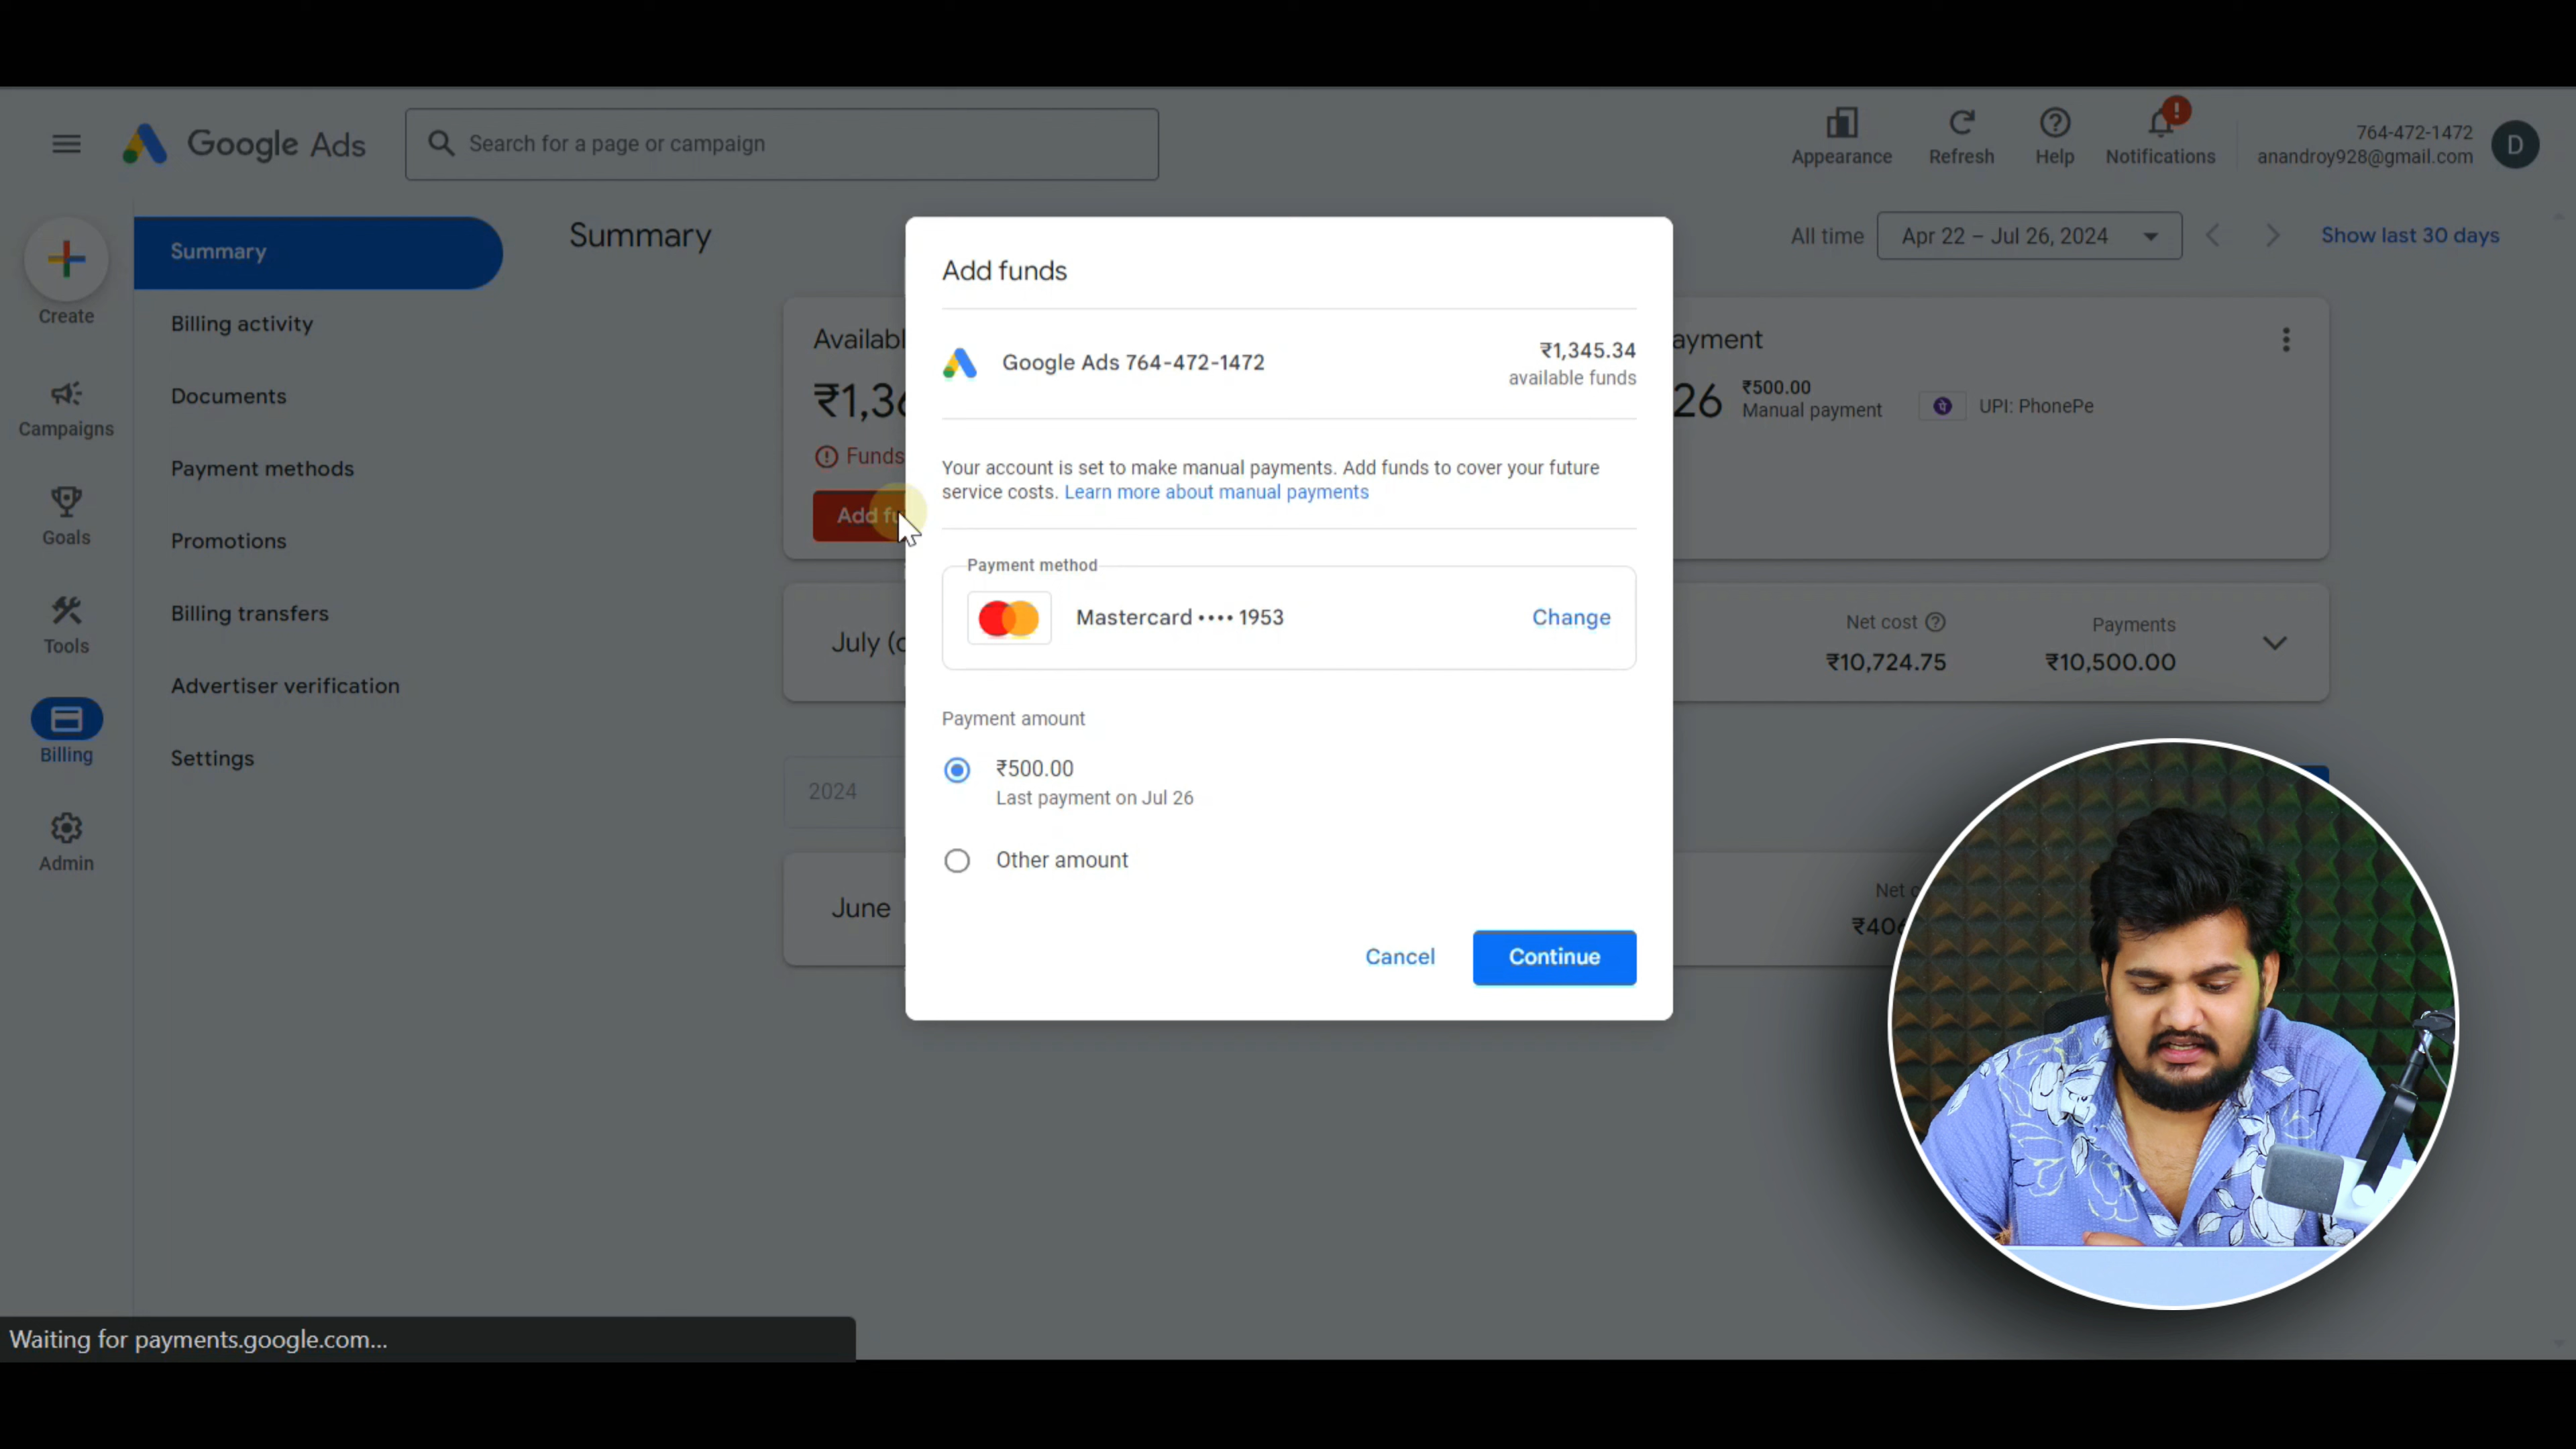 Google Ads
Search for a page or campaign
Appearance
Refresh
Help
Notifications
764-472-1472
anandroy928@gmail.com
D
Create
Campaigns
Goals
Tools
Billing
Admin
Summary
Billing activity
Documents
Payment methods
Promotions
Billing transfers
Advertiser verification
Settings
Summary
All time
Apr 22 – Jul 26, 2024
Show last 30 days
Availabl
₹1,36
Funds
Add fu
ayment
26
₹500.00
Manual payment
UPI: PhonePe
Add funds
Google Ads 764-472-1472
₹1,345.34
available funds
Your account is set to make manual payments. Add funds to cover your future
service costs. Learn more about manual payments
Payment method
Mastercard •••• 1953
Change
Payment amount
₹500.00
Last payment on Jul 26
Other amount
Cancel
Continue
July (c
Net cost
₹10,724.75
Payments
₹10,500.00
2024
June
Net c
₹406
Waiting for payments.google.com...